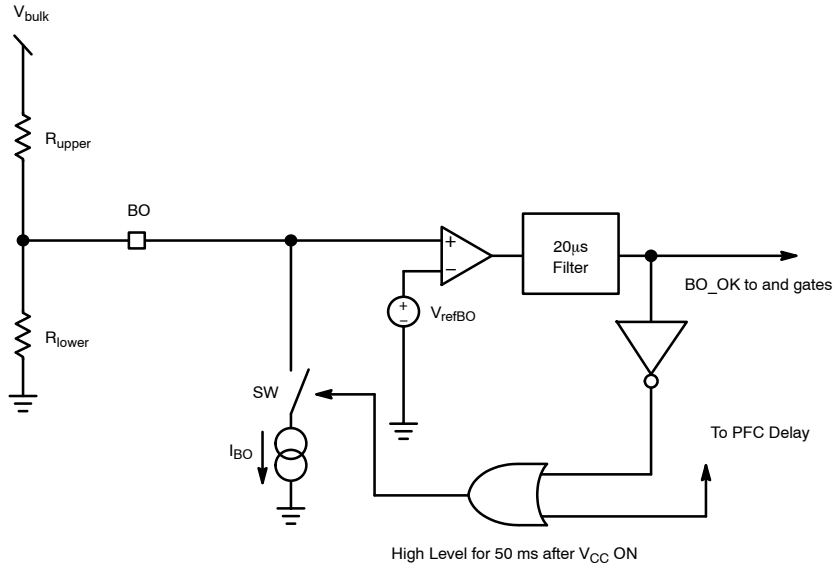 Vbulk
Rupper
BO
+
−
20μs
Filter
BO_OK to and gates
+
−
VrefBO
Rlower
SW
To PFC Delay
IBO
High Level for 50 ms after VCC ON